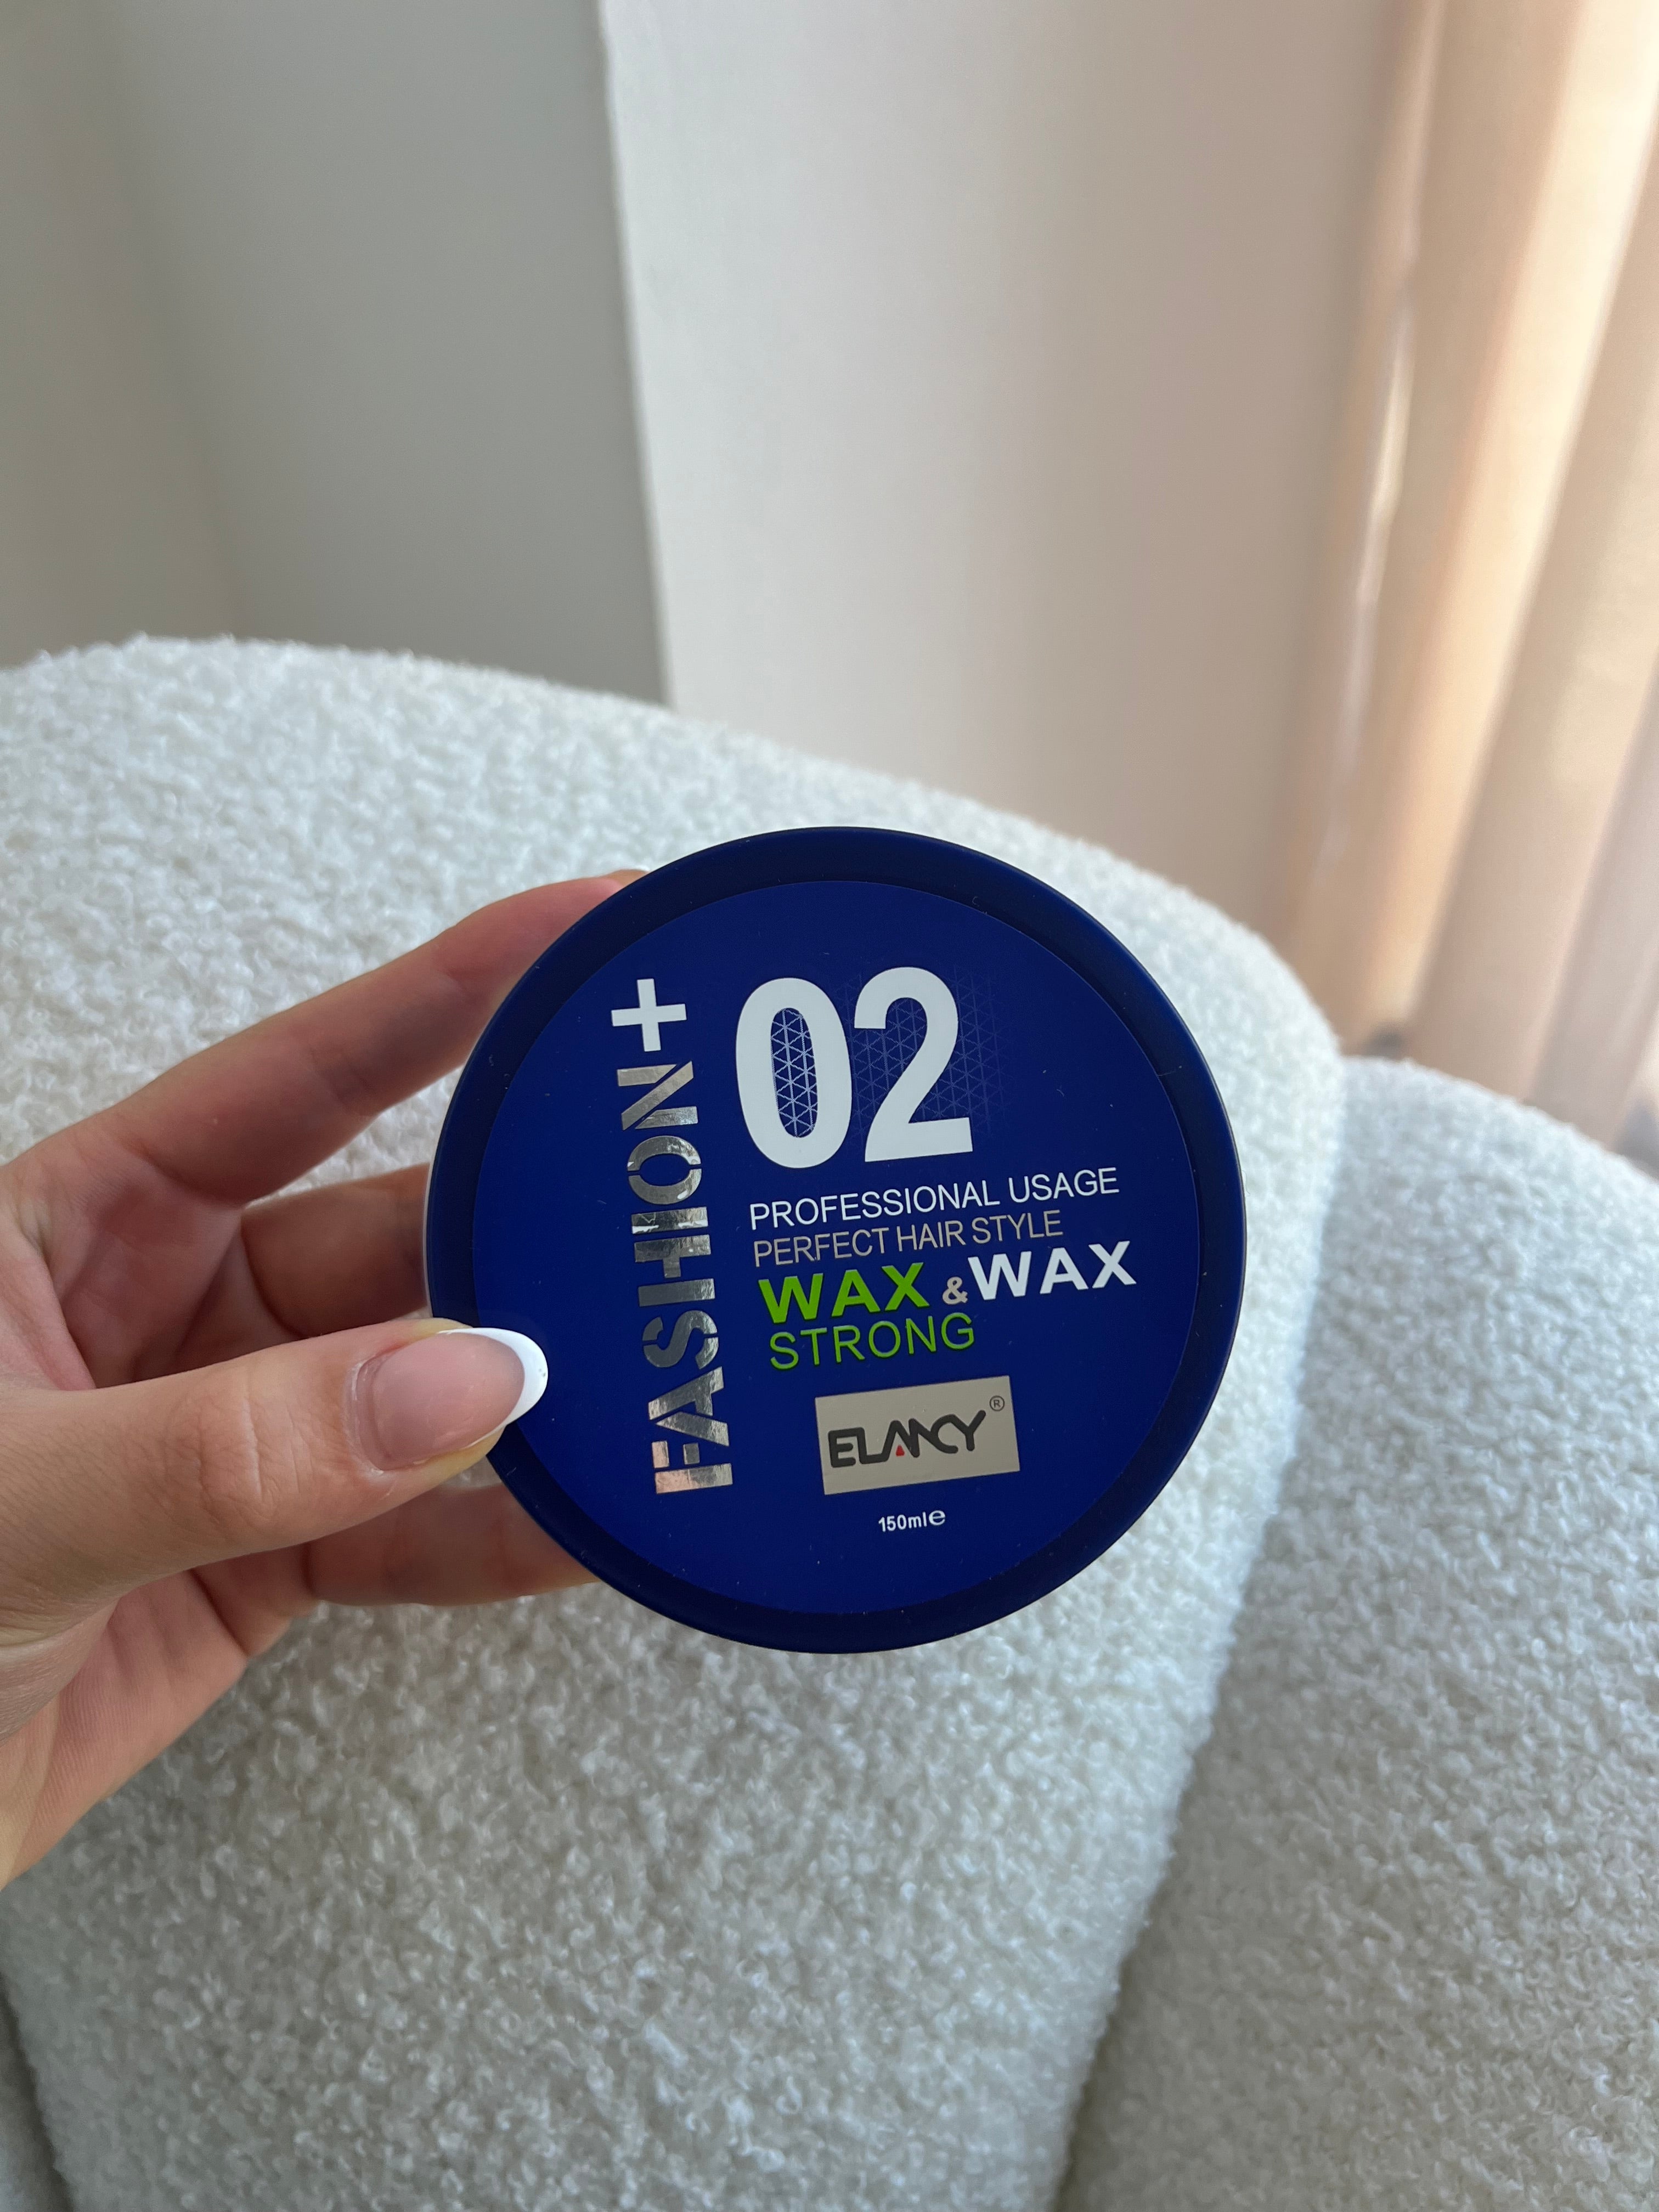 FASHION+
02
PROFESSIONAL USAGE
PERFECT HAIR STYLE
WAX & WAX
STRONG
ELANCY®
150ml℮